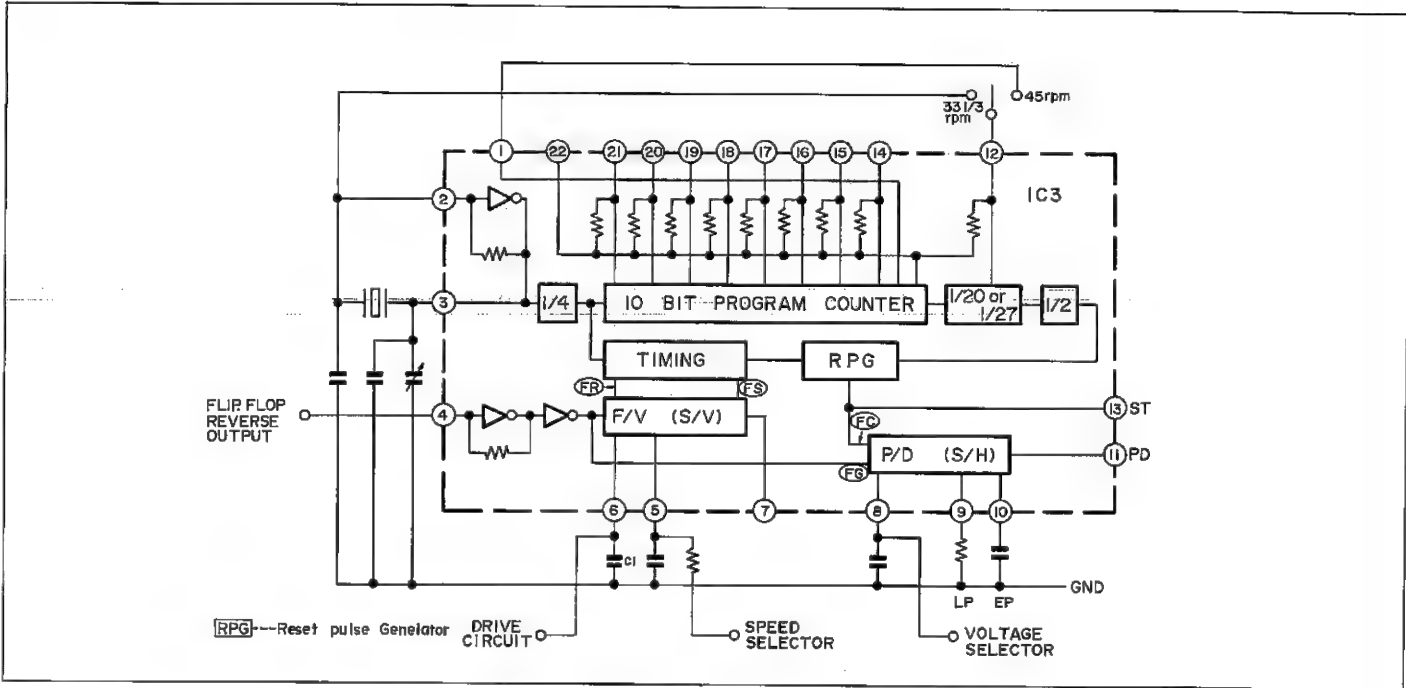 33 1/3
rpm
45rpm
1
22
21
20
19
18
17
16
15
14
12
IC3
2
3
1/4
10 BIT PROGRAM COUNTER
1/20 or
1/27
1/2
TIMING
RPG
FR
FS
FLIP FLOP
REVERSE
OUTPUT
4
F/V (S/V)
FC
13 ST
P/D (S/H)
11 PD
FG
6
5
7
8
9
10
C1
GND
LP
EP
RPG---Reset pulse Genelator
DRIVE
CIRCUIT
SPEED
SELECTOR
VOLTAGE
SELECTOR